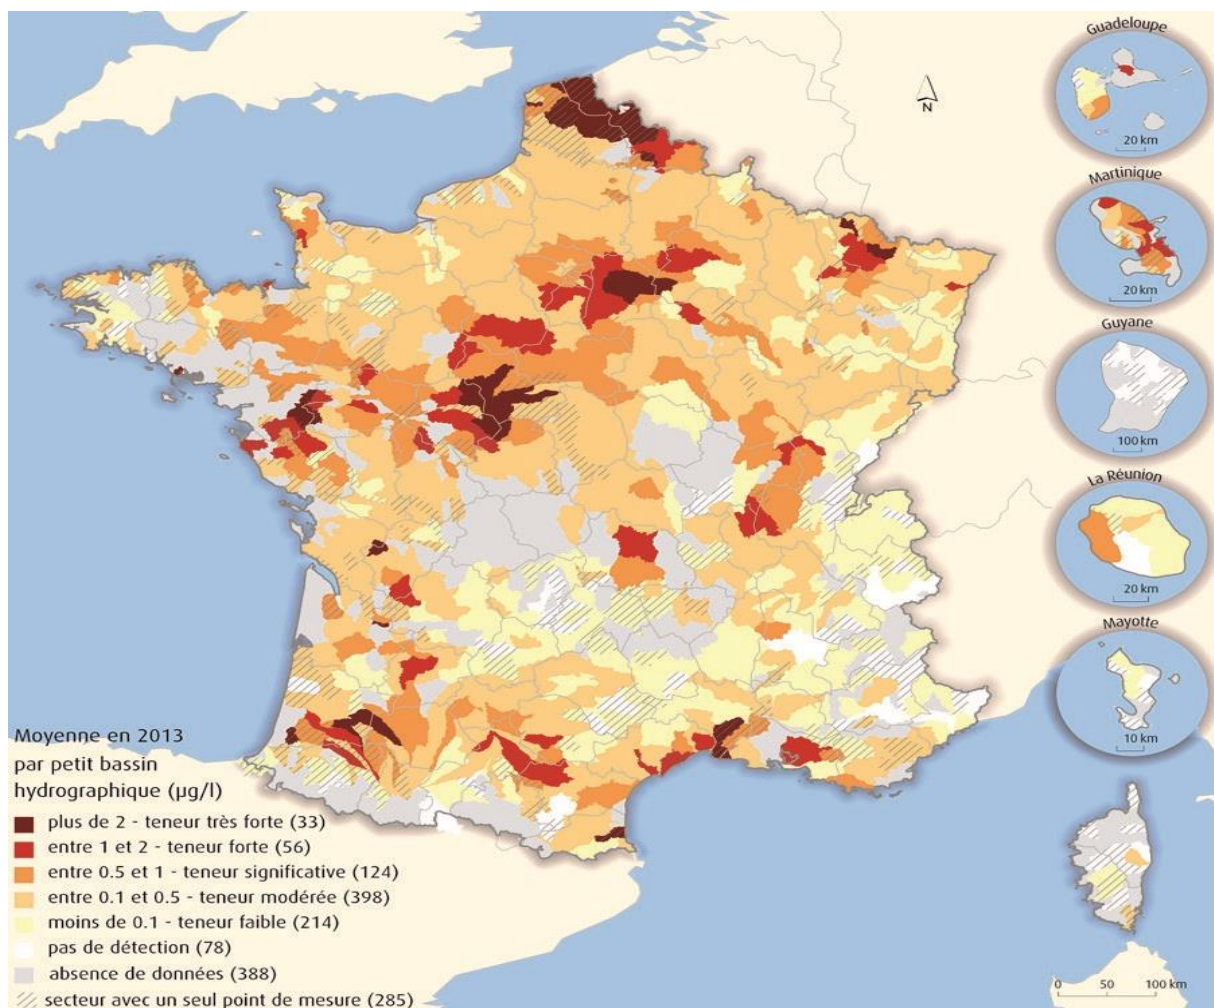 Guadeloupe
N
20 km
Martinique
20 km
Guyane
100 km
La Réunion
20 km
Mayotte
10 km
Moyenne en 2013
par petit bassin
hydrographique (µg/l)
plus de 2 - teneur très forte (33)
entre 1 et 2 - teneur forte (56)
entre 0.5 et 1 - teneur significative (124)
entre 0.1 et 0.5 - teneur modérée (398)
moins de 0.1 - teneur faible (214)
pas de détection (78)
absence de données (388)
secteur avec un seul point de mesure (285)
0 50 100 km